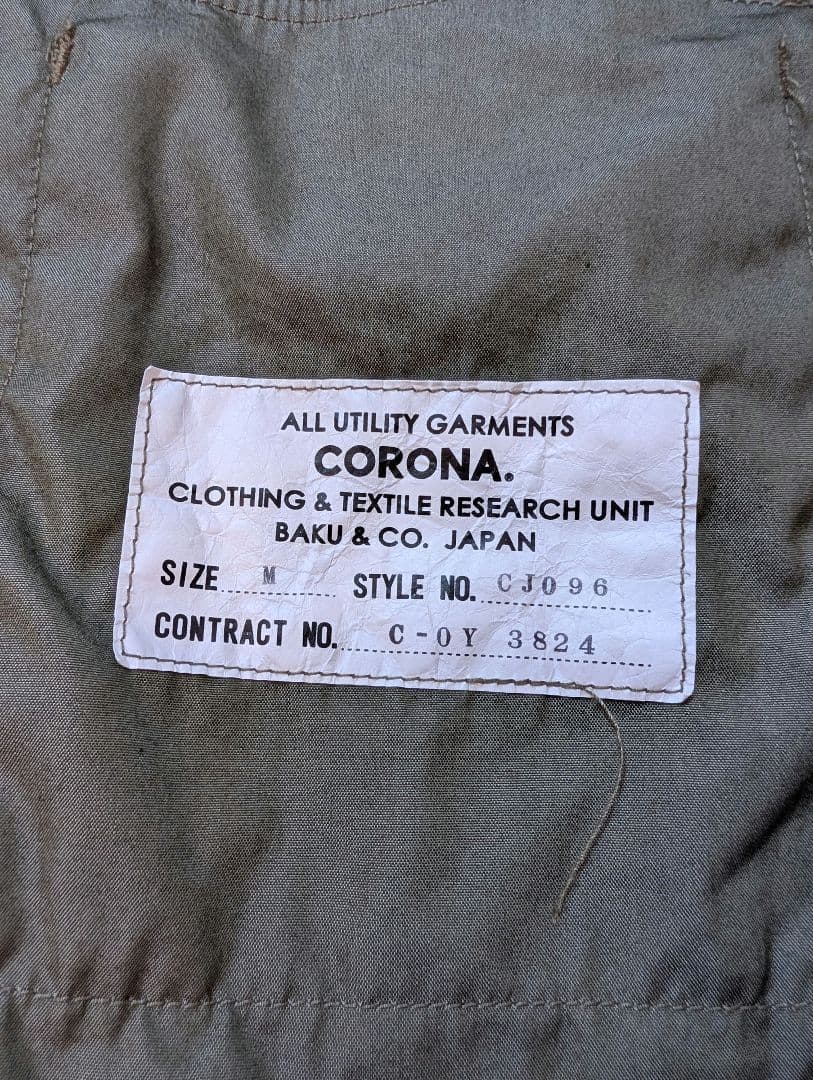 ALL UTILITY GARMENTS
CORONA®
CLOTHING & TEXTILE RESEARCH UNIT
BAKU & CO. JAPAN
SIZE M STYLE NO. CJ096
CONTRACT NO. C-0Y 3824